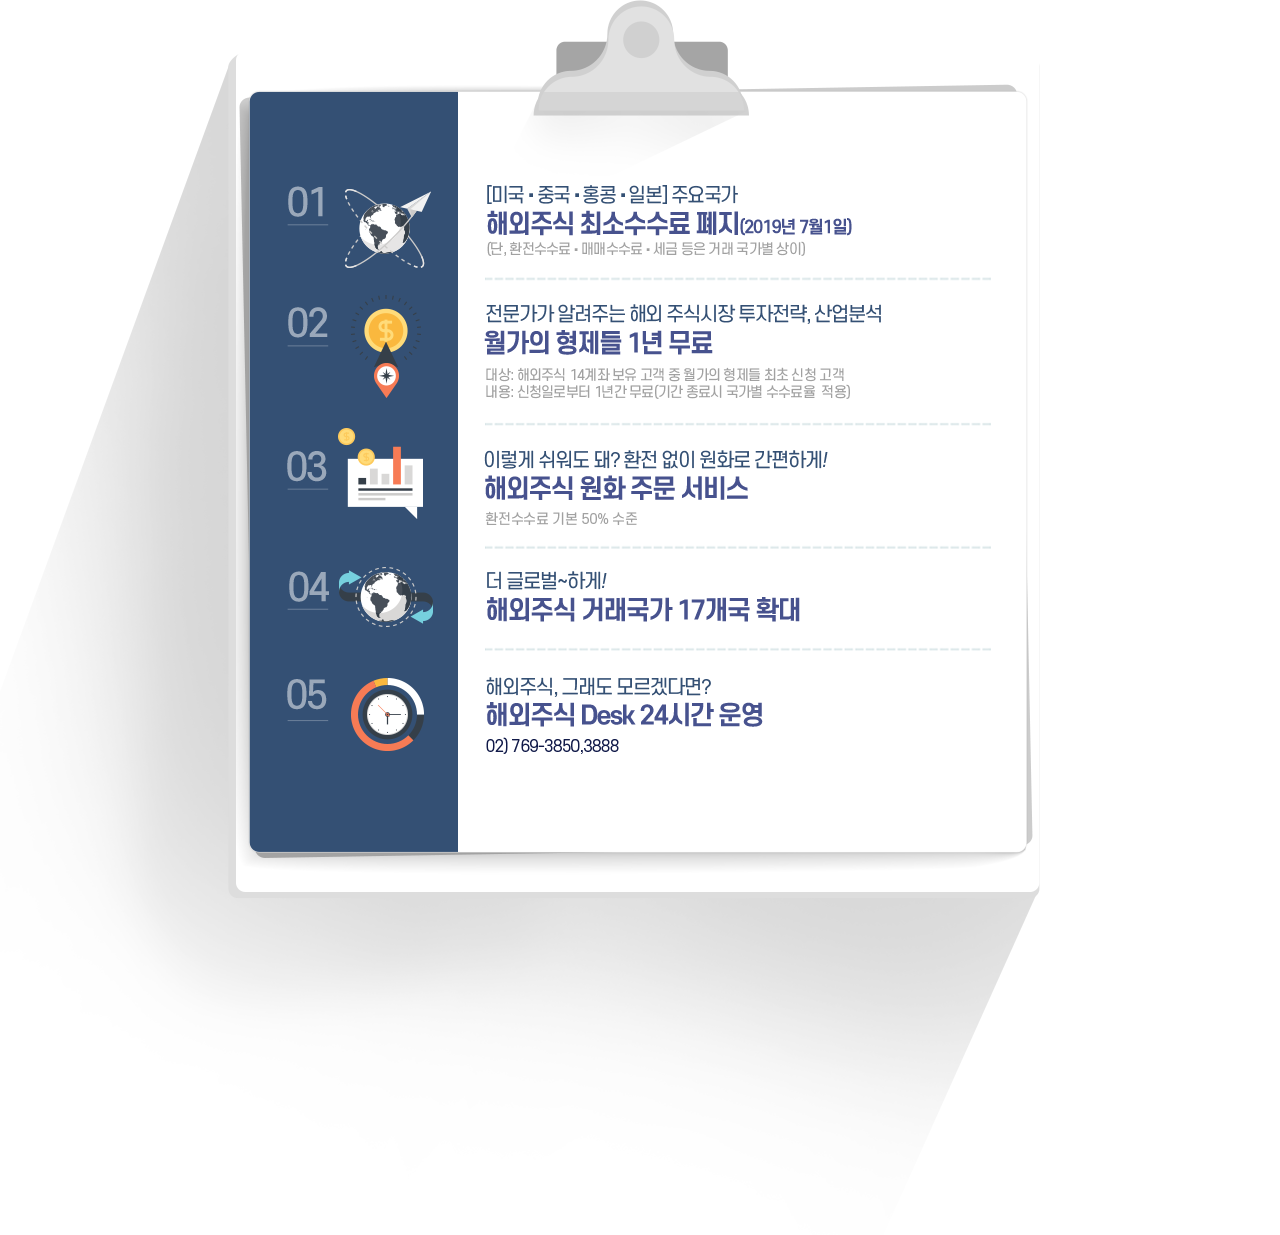 01
[미국 • 중국 • 홍콩 • 일본] 주요국가
해외주식 최소수수료 폐지(2019년 7월1일)
(단, 환전수수료 • 매매수수료 • 세금 등은 거래 국가별 상이)
02
전문가가 알려주는 해외 주식시장 투자전략, 산업분석
월가의 형제들 1년 무료
대상: 해외주식 14계좌 보유 고객 중 월가의 형제들 최초 신청 고객
내용: 신청일로부터 1년간 무료(기간 종료시 국가별 수수료율 적용)
03
이렇게 쉬워도 돼? 환전 없이 원화로 간편하게!
해외주식 원화 주문 서비스
환전수수료 기본 50% 수준
04
더 글로벌~하게!
해외주식 거래국가 17개국 확대
05
해외주식, 그래도 모르겠다면?
해외주식 Desk 24시간 운영
02) 769-3850,3888